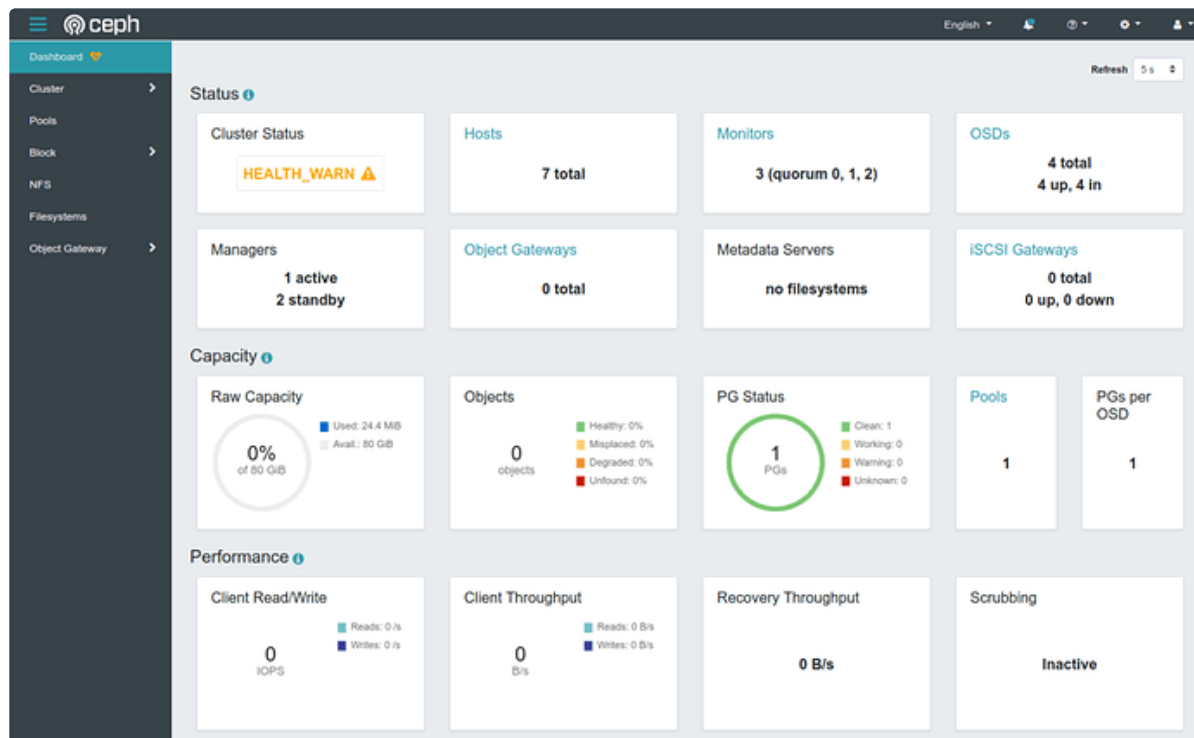 ceph
English
Dashboard
Cluster
Pools
Block
NFS
Filesystems
Object Gateway
Refresh 5 s
Status
Cluster Status
HEALTH_WARN
Hosts
7 total
Monitors
3 (quorum 0, 1, 2)
OSDs
4 total
4 up, 4 in
Managers
1 active
2 standby
Object Gateways
0 total
Metadata Servers
no filesystems
iSCSI Gateways
0 total
0 up, 0 down
Capacity
Raw Capacity
0%
of 80 GiB
Used: 24.4 MiB
Avail.: 80 GiB
Objects
0
objects
Healthy: 0%
Misplaced: 0%
Degraded: 0%
Unfound: 0%
PG Status
1
PGs
Clean: 1
Working: 0
Warning: 0
Unknown: 0
Pools
1
PGs per
OSD
1
Performance
Client Read/Write
0
IOPS
Reads: 0 /s
Writes: 0 /s
Client Throughput
0
B/s
Reads: 0 B/s
Writes: 0 B/s
Recovery Throughput
0 B/s
Scrubbing
Inactive